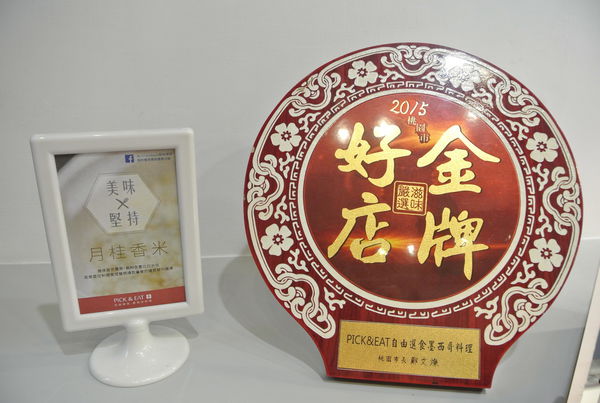 美味
×
堅持
月桂香米
PICK & EAT
2015
桃園市
金牌
好店
滋味
嚴選
PICK&EAT自由選食墨西哥料理
桃園市長 鄭文燦